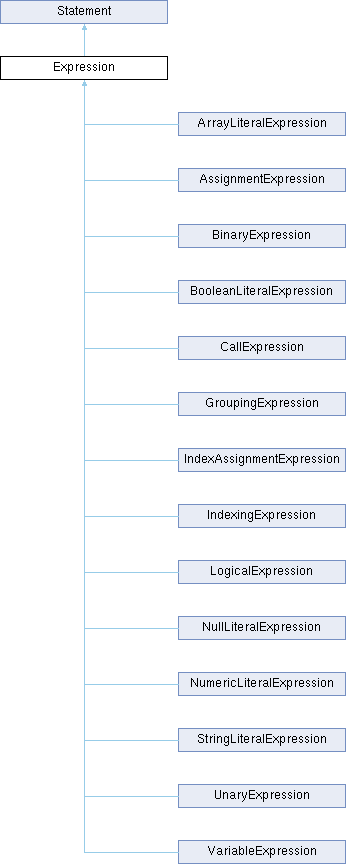 Statement
Expression
ArrayLiteralExpression
AssignmentExpression
BinaryExpression
BooleanLiteralExpression
CallExpression
GroupingExpression
IndexAssignmentExpression
IndexingExpression
LogicalExpression
NullLiteralExpression
NumericLiteralExpression
StringLiteralExpression
UnaryExpression
VariableExpression